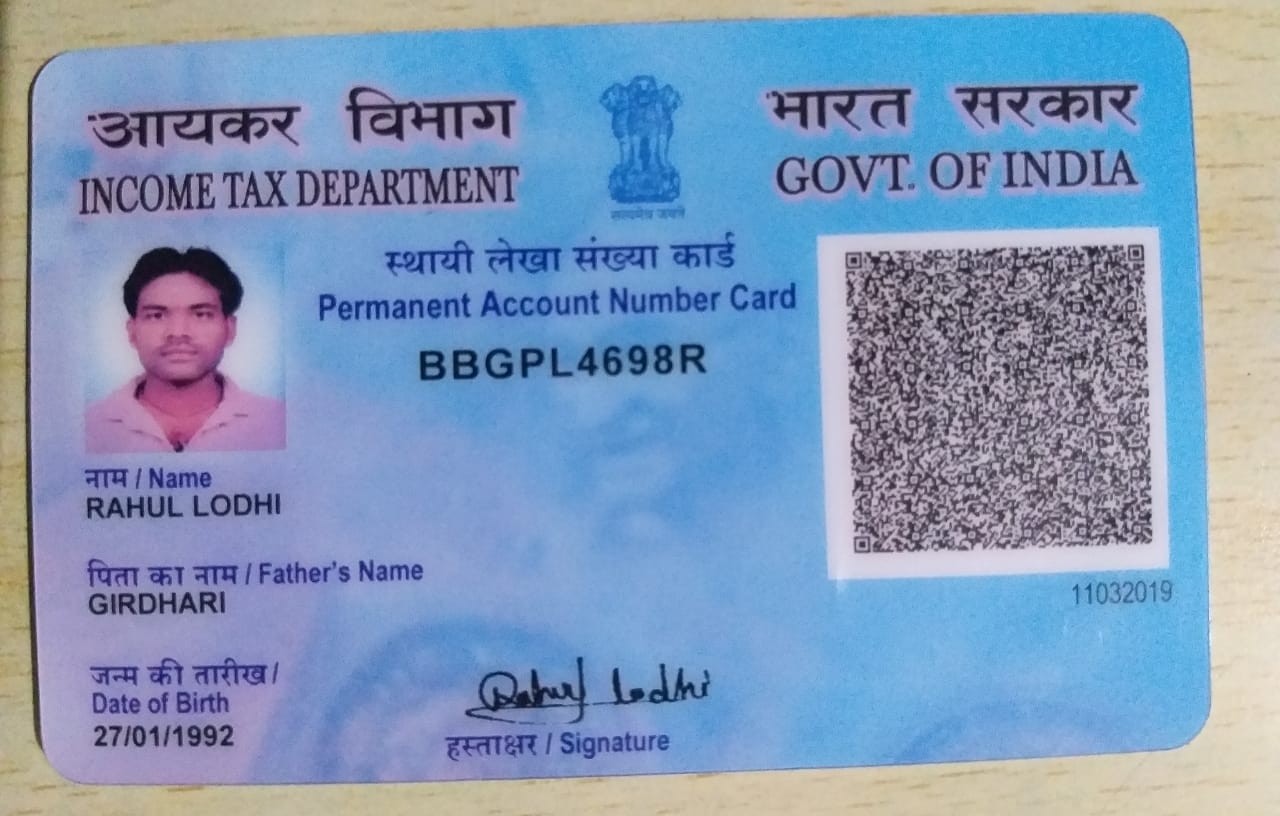 आयकर विभाग
INCOME TAX DEPARTMENT
सत्यमेव जयते
भारत सरकार
GOVT. OF INDIA
स्थायी लेखा संख्या कार्ड
Permanent Account Number Card
BBGPL4698R
नाम / Name
RAHUL LODHI
पिता का नाम / Father's Name
GIRDHARI
जन्म की तारीख /
Date of Birth
27/01/1992
Rahul Lodhi
हस्ताक्षर / Signature
11032019